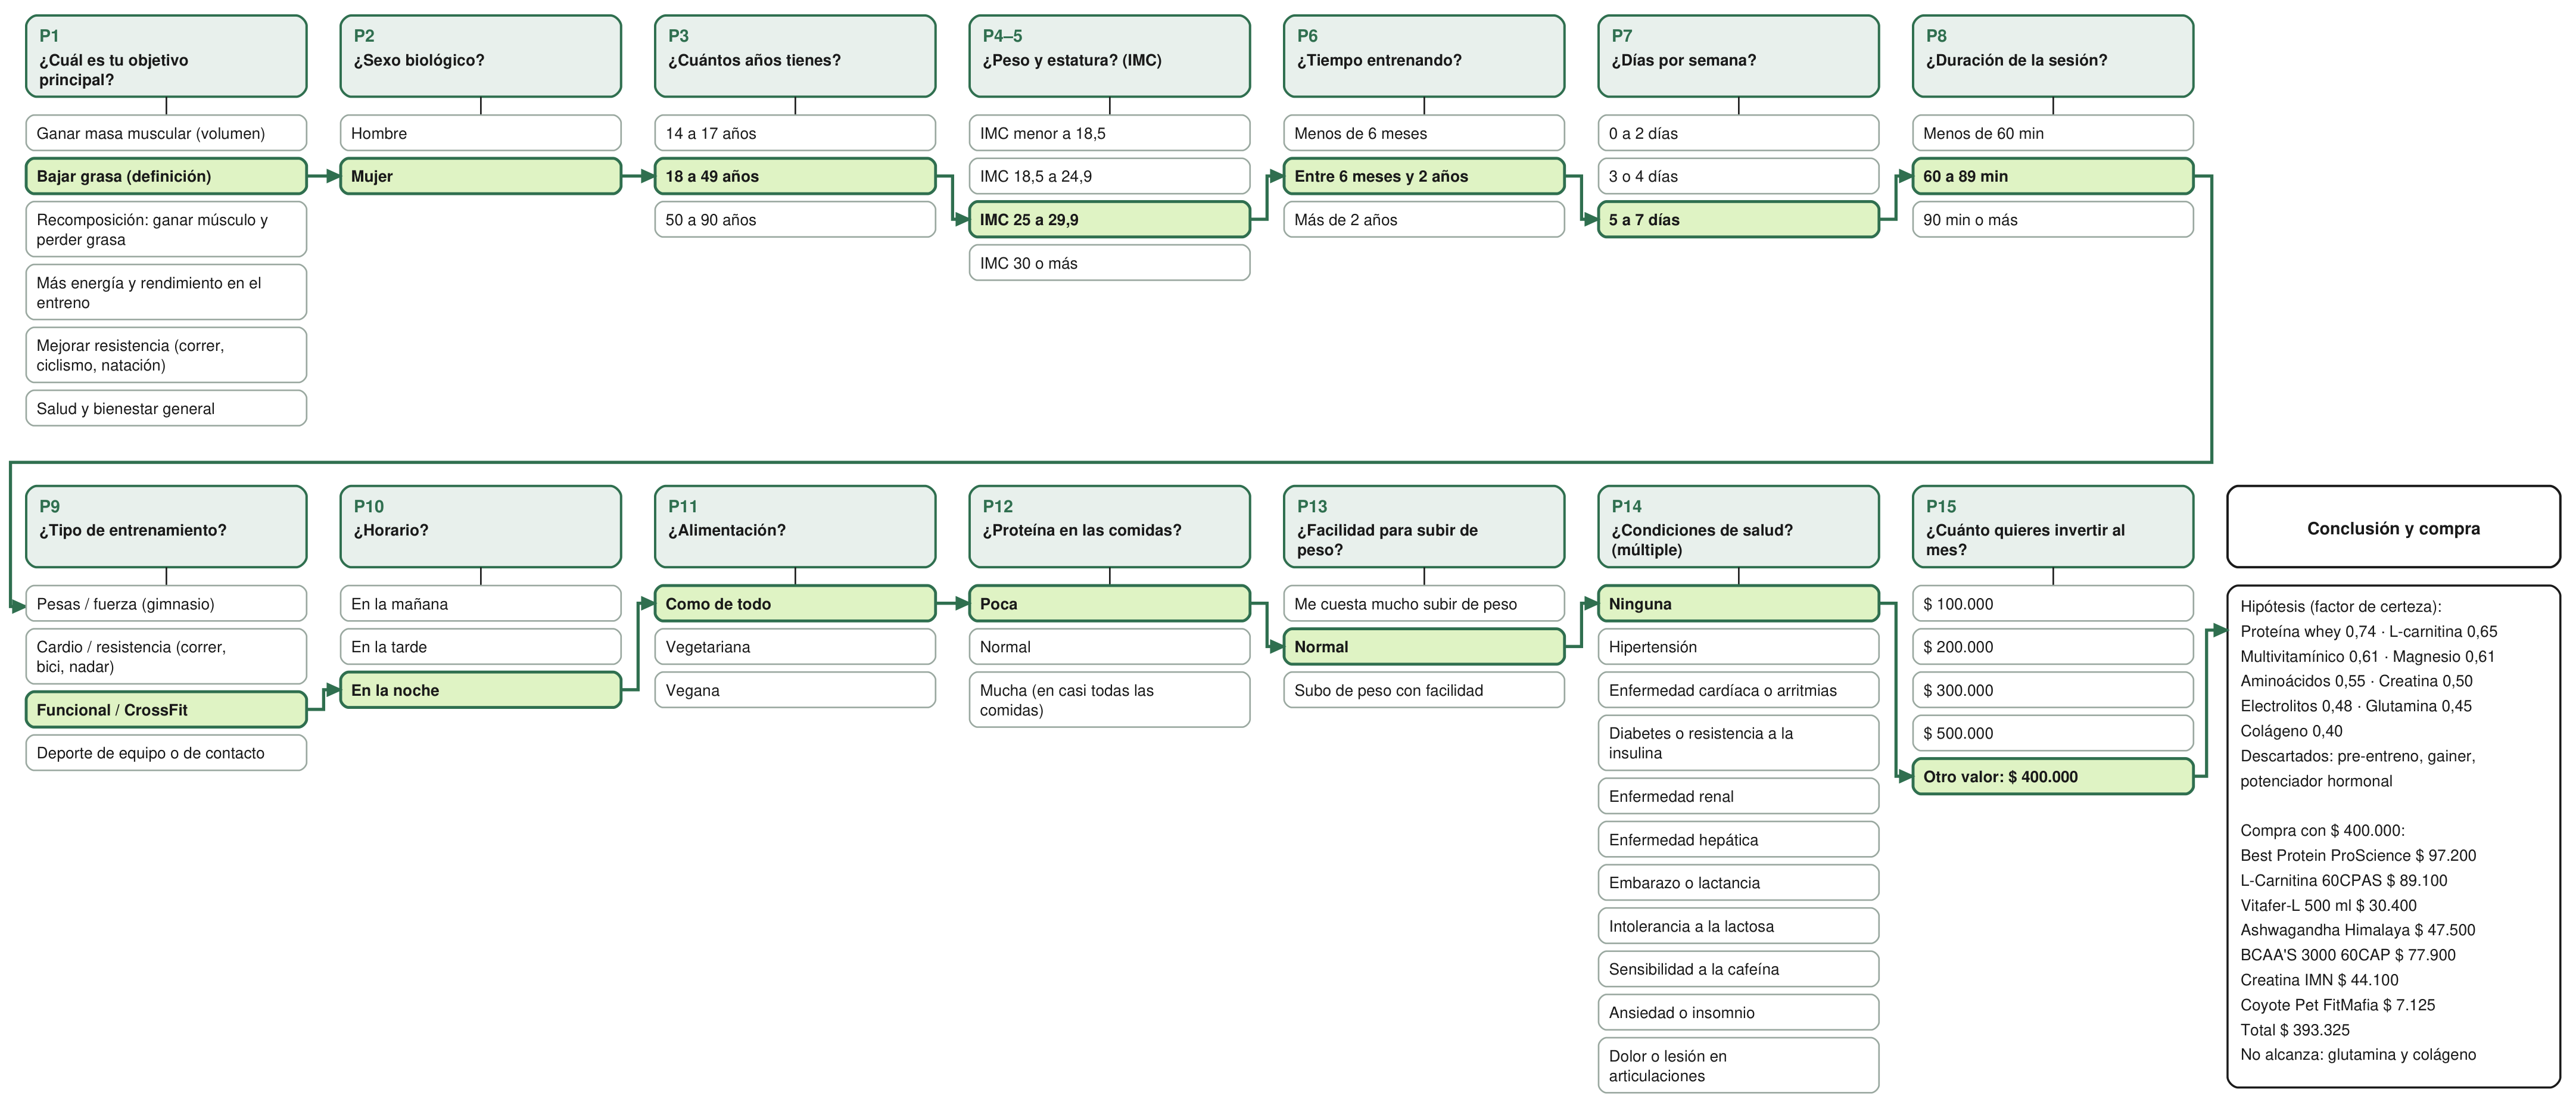 P1
¿Cuál es tu objetivo
principal?
Ganar masa muscular (volumen)
Bajar grasa (definición)
Recomposición: ganar músculo y
perder grasa
Más energía y rendimiento en el
entreno
Mejorar resistencia (correr,
ciclismo, natación)
Salud y bienestar general
P2
¿Sexo biológico?
Hombre
Mujer
P3
¿Cuántos años tienes?
14 a 17 años
18 a 49 años
50 a 90 años
P4–5
¿Peso y estatura? (IMC)
IMC menor a 18,5
IMC 18,5 a 24,9
IMC 25 a 29,9
IMC 30 o más
P6
¿Tiempo entrenando?
Menos de 6 meses
Entre 6 meses y 2 años
Más de 2 años
P7
¿Días por semana?
0 a 2 días
3 o 4 días
5 a 7 días
P8
¿Duración de la sesión?
Menos de 60 min
60 a 89 min
90 min o más
P9
¿Tipo de entrenamiento?
Pesas / fuerza (gimnasio)
Cardio / resistencia (correr,
bici, nadar)
Funcional / CrossFit
Deporte de equipo o de contacto
P10
¿Horario?
En la mañana
En la tarde
En la noche
P11
¿Alimentación?
Como de todo
Vegetariana
Vegana
P12
¿Proteína en las comidas?
Poca
Normal
Mucha (en casi todas las
comidas)
P13
¿Facilidad para subir de
peso?
Me cuesta mucho subir de peso
Normal
Subo de peso con facilidad
P14
¿Condiciones de salud?
(múltiple)
Ninguna
Hipertensión
Enfermedad cardíaca o arritmias
Diabetes o resistencia a la
insulina
Enfermedad renal
Enfermedad hepática
Embarazo o lactancia
Intolerancia a la lactosa
Sensibilidad a la cafeína
Ansiedad o insomnio
Dolor o lesión en
articulaciones
P15
¿Cuánto quieres invertir al
mes?
$ 100.000
$ 200.000
$ 300.000
$ 500.000
Otro valor: $ 400.000
Conclusión y compra
Hipótesis (factor de certeza):
Proteína whey 0,74 · L-carnitina 0,65
Multivitamínico 0,61 · Magnesio 0,61
Aminoácidos 0,55 · Creatina 0,50
Electrolitos 0,48 · Glutamina 0,45
Colágeno 0,40
Descartados: pre-entreno, gainer,
potenciador hormonal
Compra con $ 400.000:
Best Protein ProScience $ 97.200
L-Carnitina 60CPAS $ 89.100
Vitafer-L 500 ml $ 30.400
Ashwagandha Himalaya $ 47.500
BCAA'S 3000 60CAP $ 77.900
Creatina IMN $ 44.100
Coyote Pet FitMafia $ 7.125
Total $ 393.325
No alcanza: glutamina y colágeno